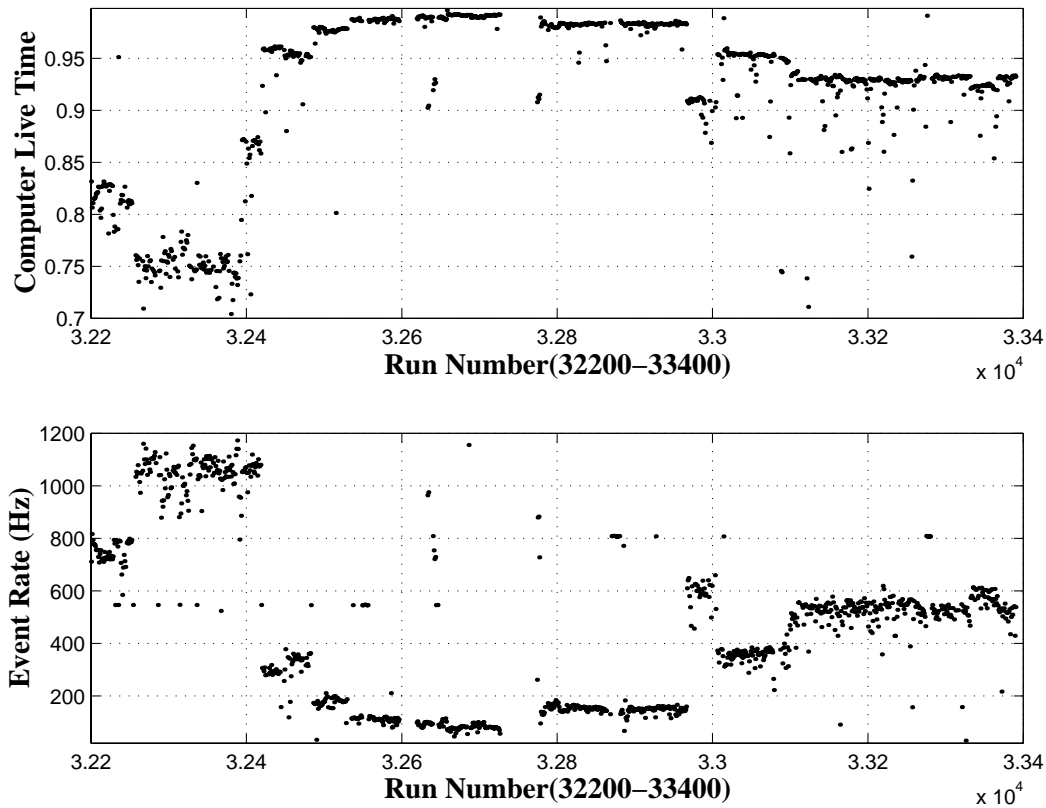 Computer Live Time
0.95
0.9
0.85
0.8
0.75
0.7
3.22 3.24 3.26 3.28 3.3 3.32 3.34
Run Number(32200−33400)
x 10^4
Event Rate (Hz)
1200
1000
800
600
400
200
3.22 3.24 3.26 3.28 3.3 3.32 3.34
Run Number(32200−33400)
x 10^4